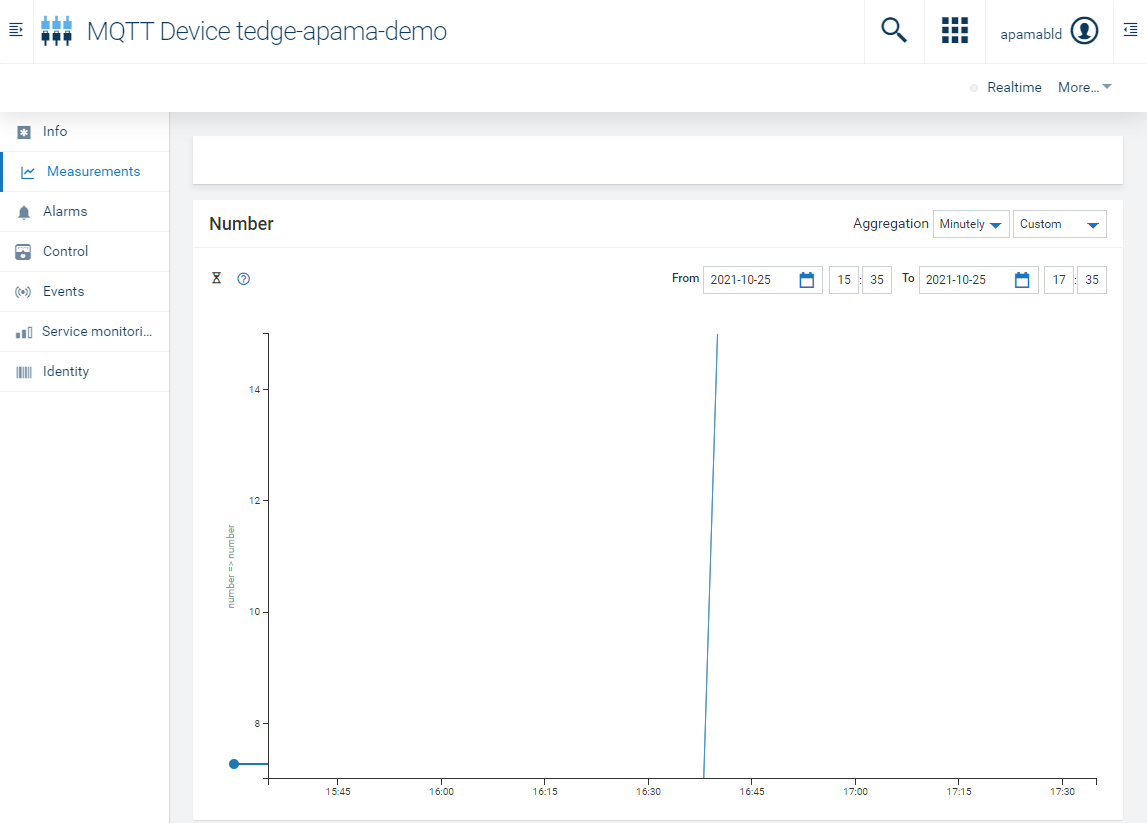 MQTT Device tedge-apama-demo
apamabld
Realtime More...
Info
Measurements
Alarms
Control
Events
Service monitori...
Identity
Number
Aggregation Minutely Custom
From 2021-10-25 15 : 35 To 2021-10-25 17 : 35
14
12
10
8
number => number
15:45 16:00 16:15 16:30 16:45 17:00 17:15 17:30